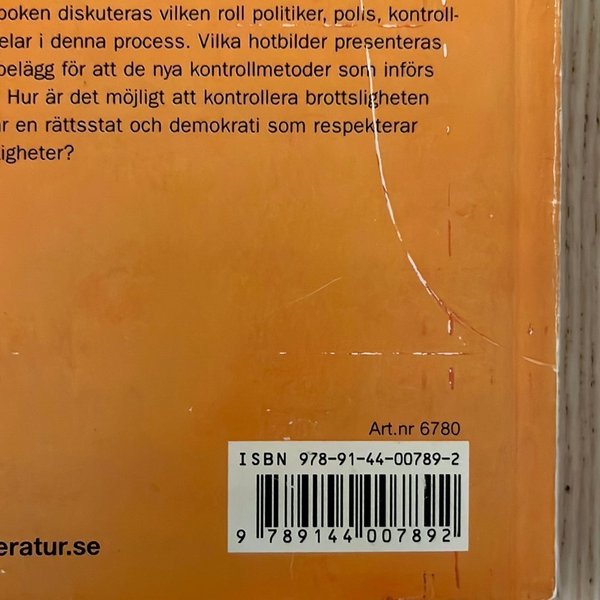 boken diskuteras vilken roll politiker, polis, kontroll-
elar i denna process. Vilka hotbilder presenteras
belägg för att de nya kontrollmetoder som införs
Hur är det möjligt att kontrollera brottsligheten
är en rättsstat och demokrati som respekterar
igheter?
Art.nr 6780
ISBN 978-91-44-00789-2
9 789144 007892
eratur.se